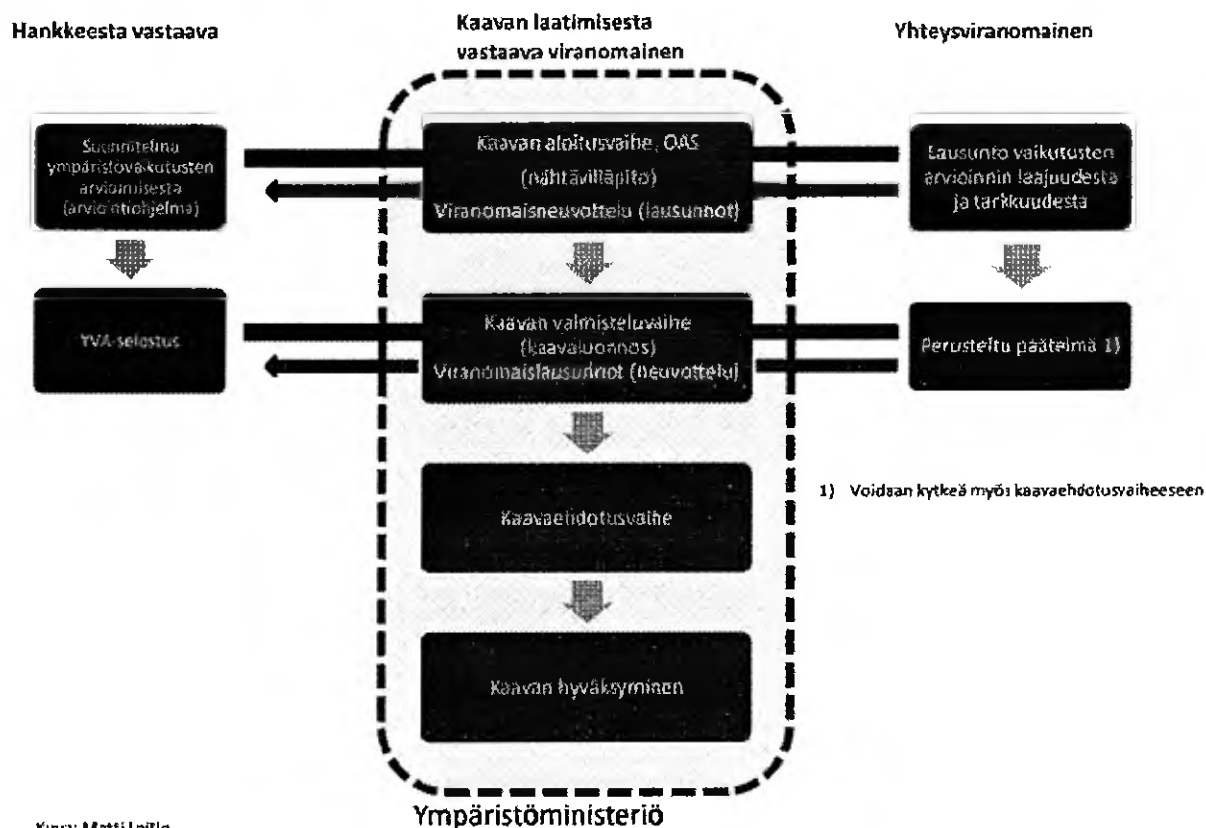 Hankkeesta vastaava
Kaavan laatimisesta
vastaava viranomainen
Yhteysviranomainen
Suunnitelma
ympäristövaikutusten
arvioimisesta
(arviointiohjelma)
Kaavan aloitusvaihe, OAS
(nähtävilläpito)
Viranomaisneuvottelu (lausunnot)
Lausunto vaikutusten
arvioinnin laajuudesta
ja tarkkuudesta
YVA-selostus
Kaavan valmisteluvaihe
(kaavaluonnos)
Viranomaislausunnot (neuvottelu)
Perusteltu päätelmä 1)
Kaavaehdotusvaihe
1) Voidaan kytkeä myös kaavaehdotusvaiheeseen
Kaavan hyväksyminen
Ympäristöministeriö
Matti